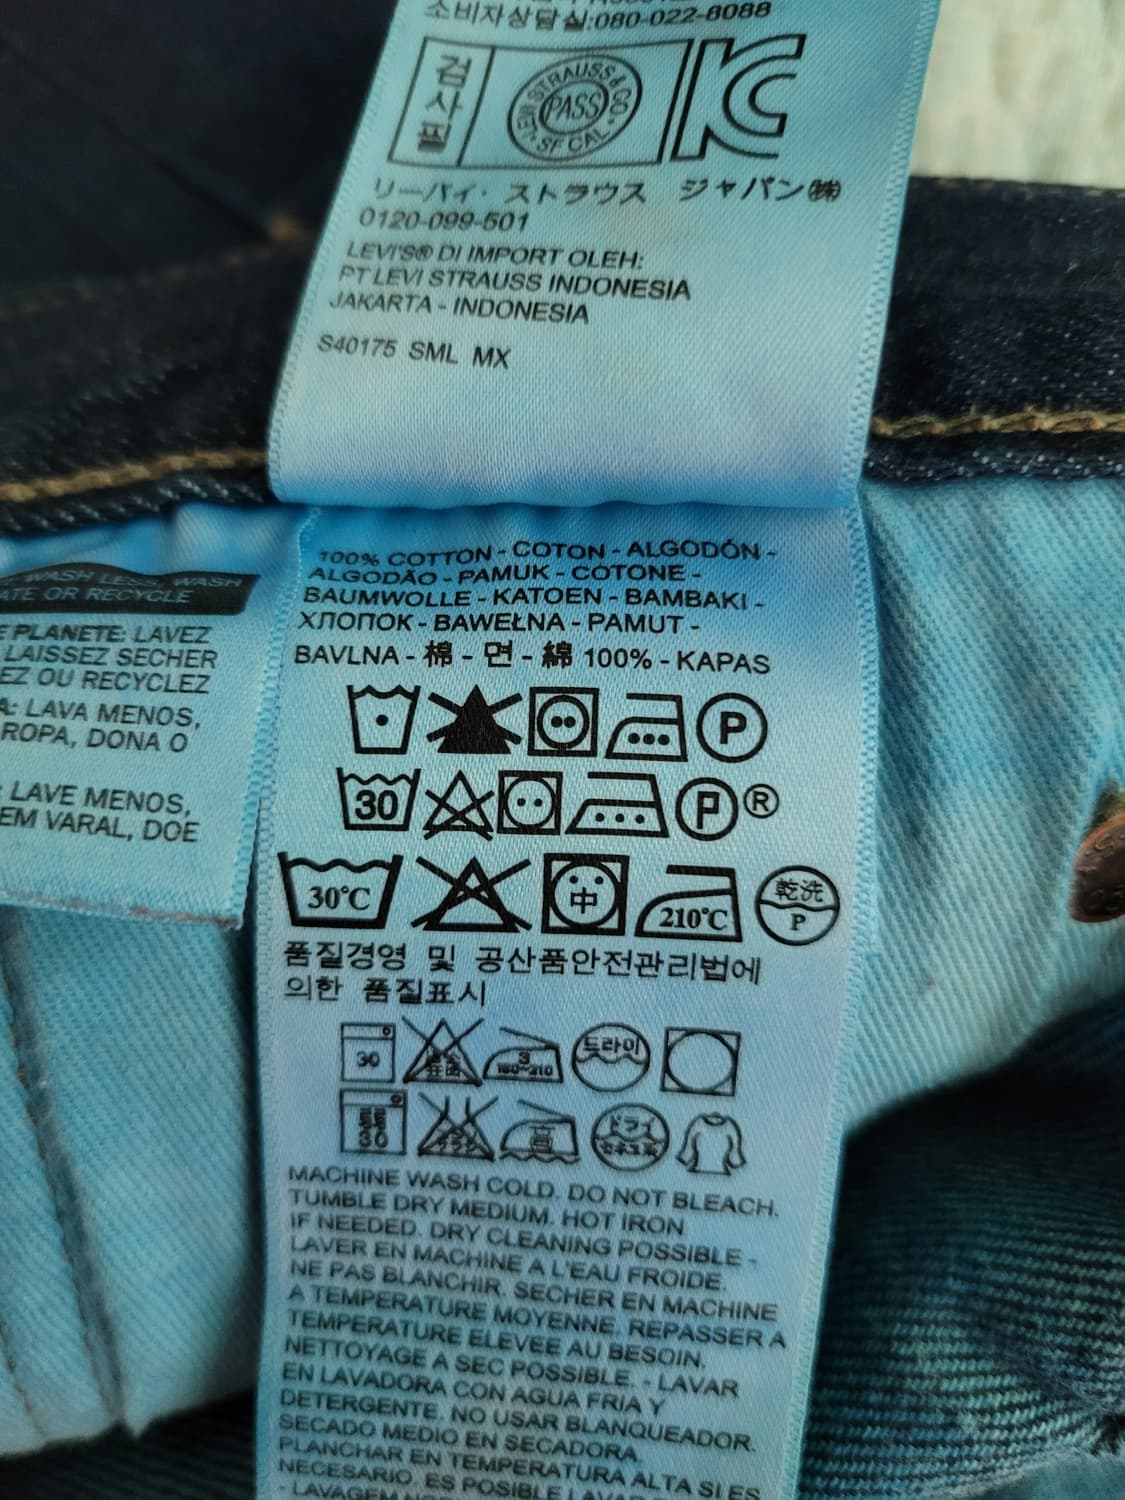 소비자상담실:080-022-8088
검사필
LEVI STRAUSS & CO.
PASS
SF CAL
KC
リーバイ・ストラウス ジャパン㈱
0120-099-501
LEVI'S® DI IMPORT OLEH:
PT LEVI STRAUSS INDONESIA
JAKARTA - INDONESIA
S40175 SML MX
WASH LESS, WASH
ATE OR RECYCLE
E PLANETE: LAVEZ
LAISSEZ SECHER
EZ OU RECYCLEZ
A: LAVA MENOS,
ROPA, DONA O
: LAVE MENOS,
EM VARAL, DOE
100% COTTON - COTON - ALGODÓN -
ALGODÃO - PAMUK - COTONE -
BAUMWOLLE - KATOEN - BAMBAKI -
ХЛОПОК - BAWEŁNA - PAMUT -
BAVLNA - 棉 - 면 - 綿 100% - KAPAS
P
30 P ®
30℃ 中 210℃ 乾洗 P
품질경영 및 공산품안전관리법에
의한 품질표시
30 3 180~210 드라이
30 高 ドライ
MACHINE WASH COLD. DO NOT BLEACH.
TUMBLE DRY MEDIUM. HOT IRON
IF NEEDED. DRY CLEANING POSSIBLE -
LAVER EN MACHINE A L'EAU FROIDE.
NE PAS BLANCHIR. SECHER EN MACHINE
A TEMPERATURE MOYENNE. REPASSER A
TEMPERATURE ELEVEE AU BESOIN.
NETTOYAGE A SEC POSSIBLE. - LAVAR
EN LAVADORA CON AGUA FRIA Y
DETERGENTE. NO USAR BLANQUEADOR.
SECADO MEDIO EN SECADORA.
PLANCHAR EN TEMPERATURA ALTA SI ES
NECESARIO. ES POSIBLE LAVAR
- LAVAGEM